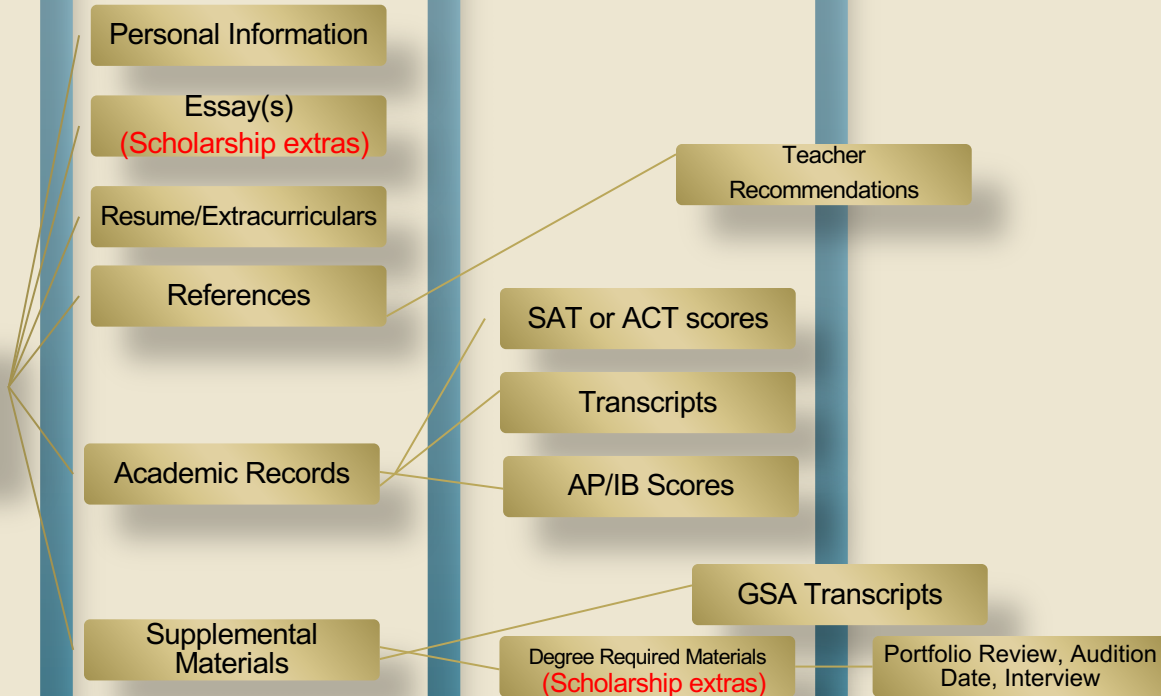 Personal Information
Essay(s)
(Scholarship extras)
Resume/Extracurriculars
References
Teacher
Recommendations
SAT or ACT scores
Transcripts
Academic Records
AP/IB Scores
GSA Transcripts
Supplemental
Materials
Degree Required Materials
(Scholarship extras)
Portfolio Review, Audition
Date, Interview